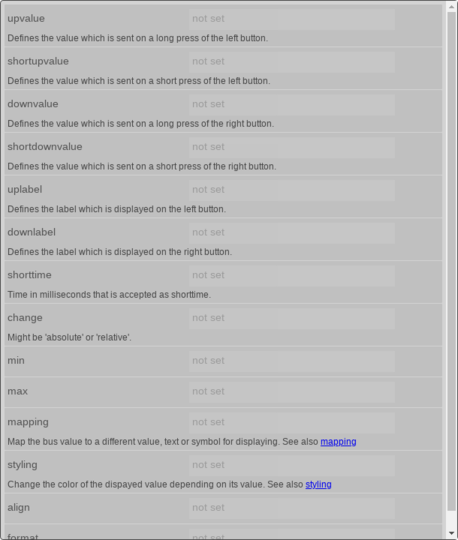 upvalue not set
Defines the value which is sent on a long press of the left button.
shortupvalue not set
Defines the value which is sent on a short press of the left button.
downvalue not set
Defines the value which is sent on a long press of the right button.
shortdownvalue not set
Defines the value which is sent on a short press of the right button.
uplabel not set
Defines the label which is displayed on the left button.
downlabel not set
Defines the label which is displayed on the right button.
shorttime not set
Time in milliseconds that is accepted as shorttime.
change not set
Might be 'absolute' or 'relative'.
min not set
max not set
mapping not set
Map the bus value to a different value, text or symbol for displaying. See also mapping
styling not set
Change the color of the dispayed value depending on its value. See also styling
align not set
format not set